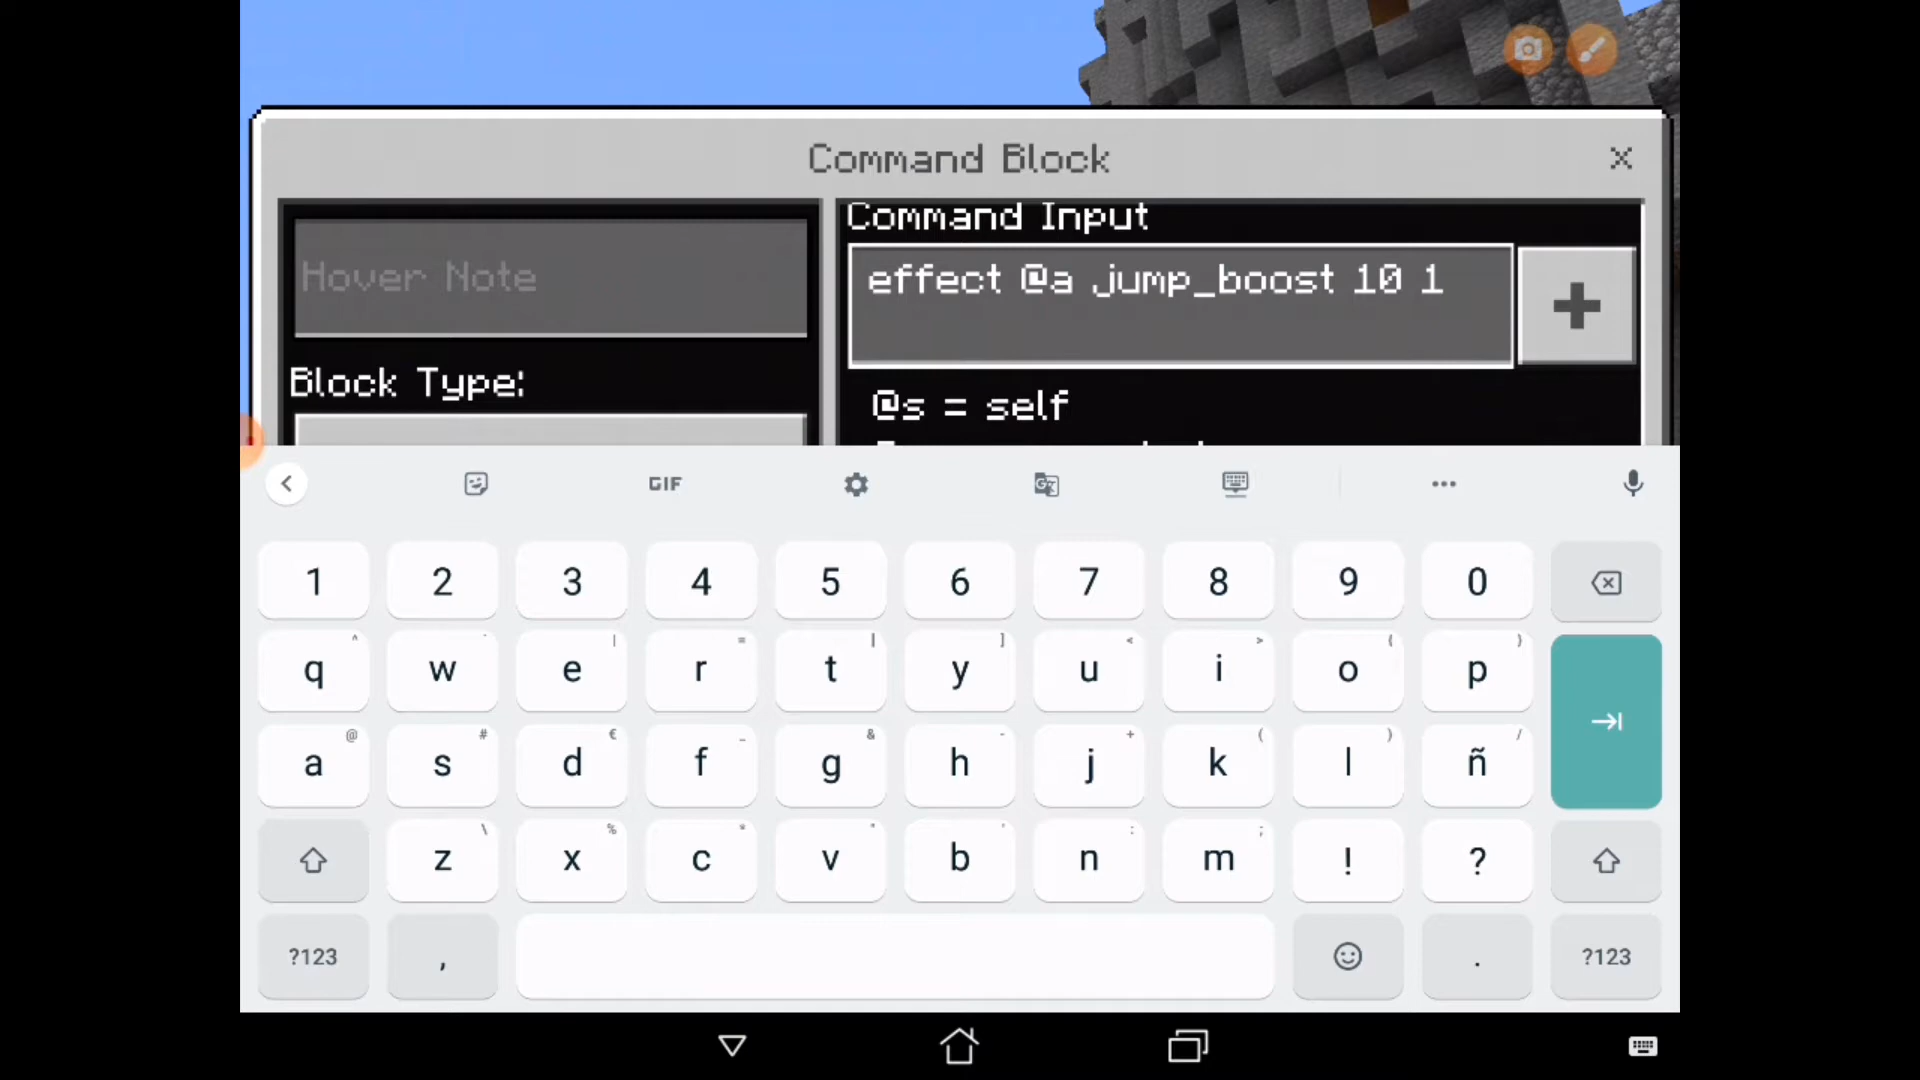 Command Block
Hover Note
Block Type:
Command Input
effect @a jump_boost 10 1
@s = self
GIF
1 2 3 4 5 6 7 8 9 0
q w e r t y u i o p
a s d f g h j k l ñ
z x c v b n m ! ?
?123 , . ?123